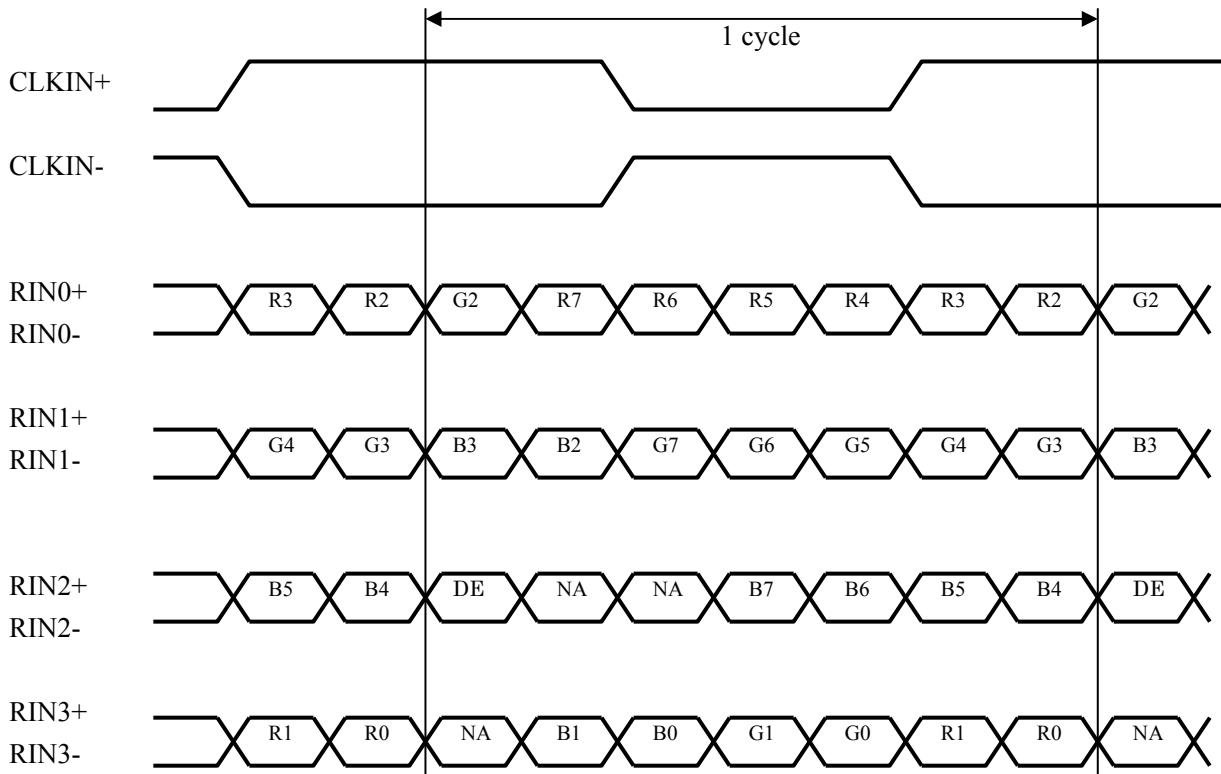 1 cycle
CLKIN+
CLKIN-
RIN0+
R3 R2 G2 R7 R6 R5 R4 R3 R2 G2
RIN0-
RIN1+
G4 G3 B3 B2 G7 G6 G5 G4 G3 B3
RIN1-
RIN2+
B5 B4 DE NA NA B7 B6 B5 B4 DE
RIN2-
RIN3+
R1 R0 NA B1 B0 G1 G0 R1 R0 NA
RIN3-